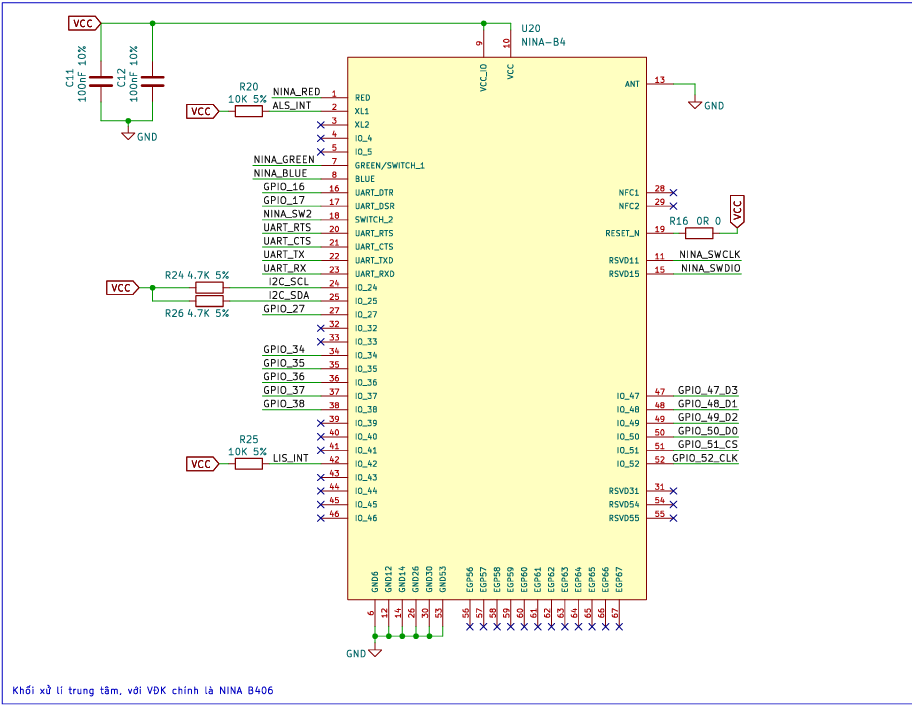 VCC
C11
100nF 10%
C12
100nF 10%
GND
U20
NINA-B4
9
VCC_IO
10
VCC
R20
10K 5%
VCC
NINA_RED 1 RED
ALS_INT 2 XL1
3 XL2
4 IO_4
5 IO_5
NINA_GREEN 7 GREEN/SWITCH_1
NINA_BLUE 8 BLUE
GPIO_16 16 UART_DTR
GPIO_17 17 UART_DSR
NINA_SW2 18 SWITCH_2
UART_RTS 20 UART_RTS
UART_CTS 21 UART_CTS
UART_TX 22 UART_TXD
UART_RX 23 UART_RXD
VCC
R24 4.7K 5%
I2C_SCL 24 IO_24
I2C_SDA 25 IO_25
R26 4.7K 5%
GPIO_27 27 IO_27
32 IO_32
33 IO_33
GPIO_34 34 IO_34
GPIO_35 35 IO_35
GPIO_36 36 IO_36
GPIO_37 37 IO_37
GPIO_38 38 IO_38
39 IO_39
40 IO_40
41 IO_41
R25
10K 5%
VCC
LIS_INT 42 IO_42
43 IO_43
44 IO_44
45 IO_45
46 IO_46
ANT 13
GND
NFC1 28
NFC2 29
RESET_N 19
R16 0R 0
VCC
RSVD11 11 NINA_SWCLK
RSVD15 15 NINA_SWDIO
IO_47 47 GPIO_47_D3
IO_48 48 GPIO_48_D1
IO_49 49 GPIO_49_D2
IO_50 50 GPIO_50_D0
IO_51 51 GPIO_51_CS
IO_52 52 GPIO_52_CLK
RSVD31 31
RSVD54 54
RSVD55 55
GND6 GND12 GND14 GND26 GND30 GND53
6 12 14 26 30 53
GND
EGP56 EGP57 EGP58 EGP59 EGP60 EGP61 EGP62 EGP63 EGP64 EGP65 EGP66 EGP67
56 57 58 59 60 61 62 63 64 65 66 67
Khối xử lí trung tâm, với VĐK chính là NINA B406